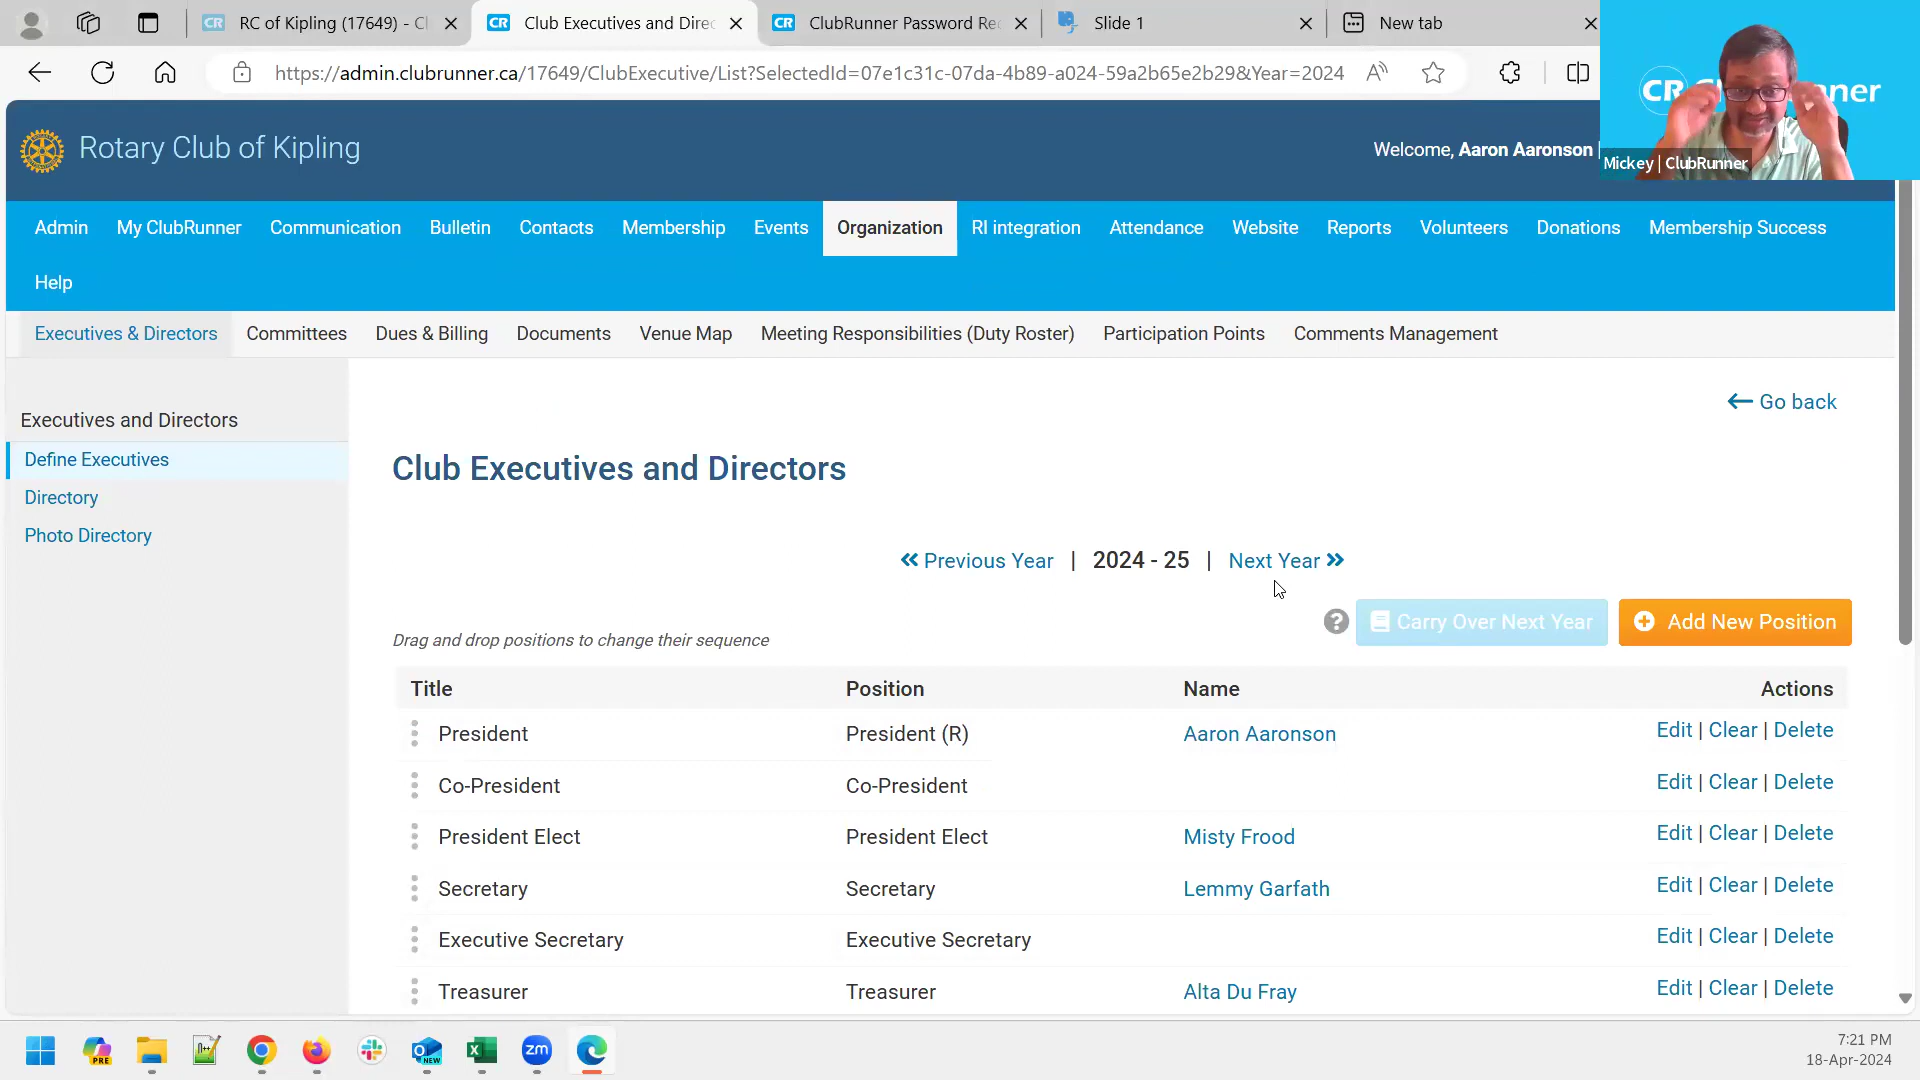 RC of Kipling (17649) - Cl
Club Executives and Direc
ClubRunner Password Re
Slide 1
New tab
https://admin.clubrunner.ca/17649/ClubExecutive/List?SelectedId=07e1c31c-07da-4b89-a024-59a2b65e2b29&Year=2024
Rotary Club of Kipling
Welcome, Aaron Aaronson
Mickey | ClubRunner
Admin My ClubRunner Communication Bulletin Contacts Membership Events Organization RI integration Attendance Website Reports Volunteers Donations Membership Success
Help
Executives & Directors Committees Dues & Billing Documents Venue Map Meeting Responsibilities (Duty Roster) Participation Points Comments Management
Go back
Executives and Directors
Define Executives
Directory
Photo Directory
Club Executives and Directors
Previous Year | 2024 - 25 | Next Year
Carry Over Next Year
Add New Position
Drag and drop positions to change their sequence
Title Position Name Actions
President President (R) Aaron Aaronson Edit | Clear | Delete
Co-President Co-President Edit | Clear | Delete
President Elect President Elect Misty Frood Edit | Clear | Delete
Secretary Secretary Lemmy Garfath Edit | Clear | Delete
Executive Secretary Executive Secretary Edit | Clear | Delete
Treasurer Treasurer Alta Du Fray Edit | Clear | Delete
7:21 PM
18-Apr-2024